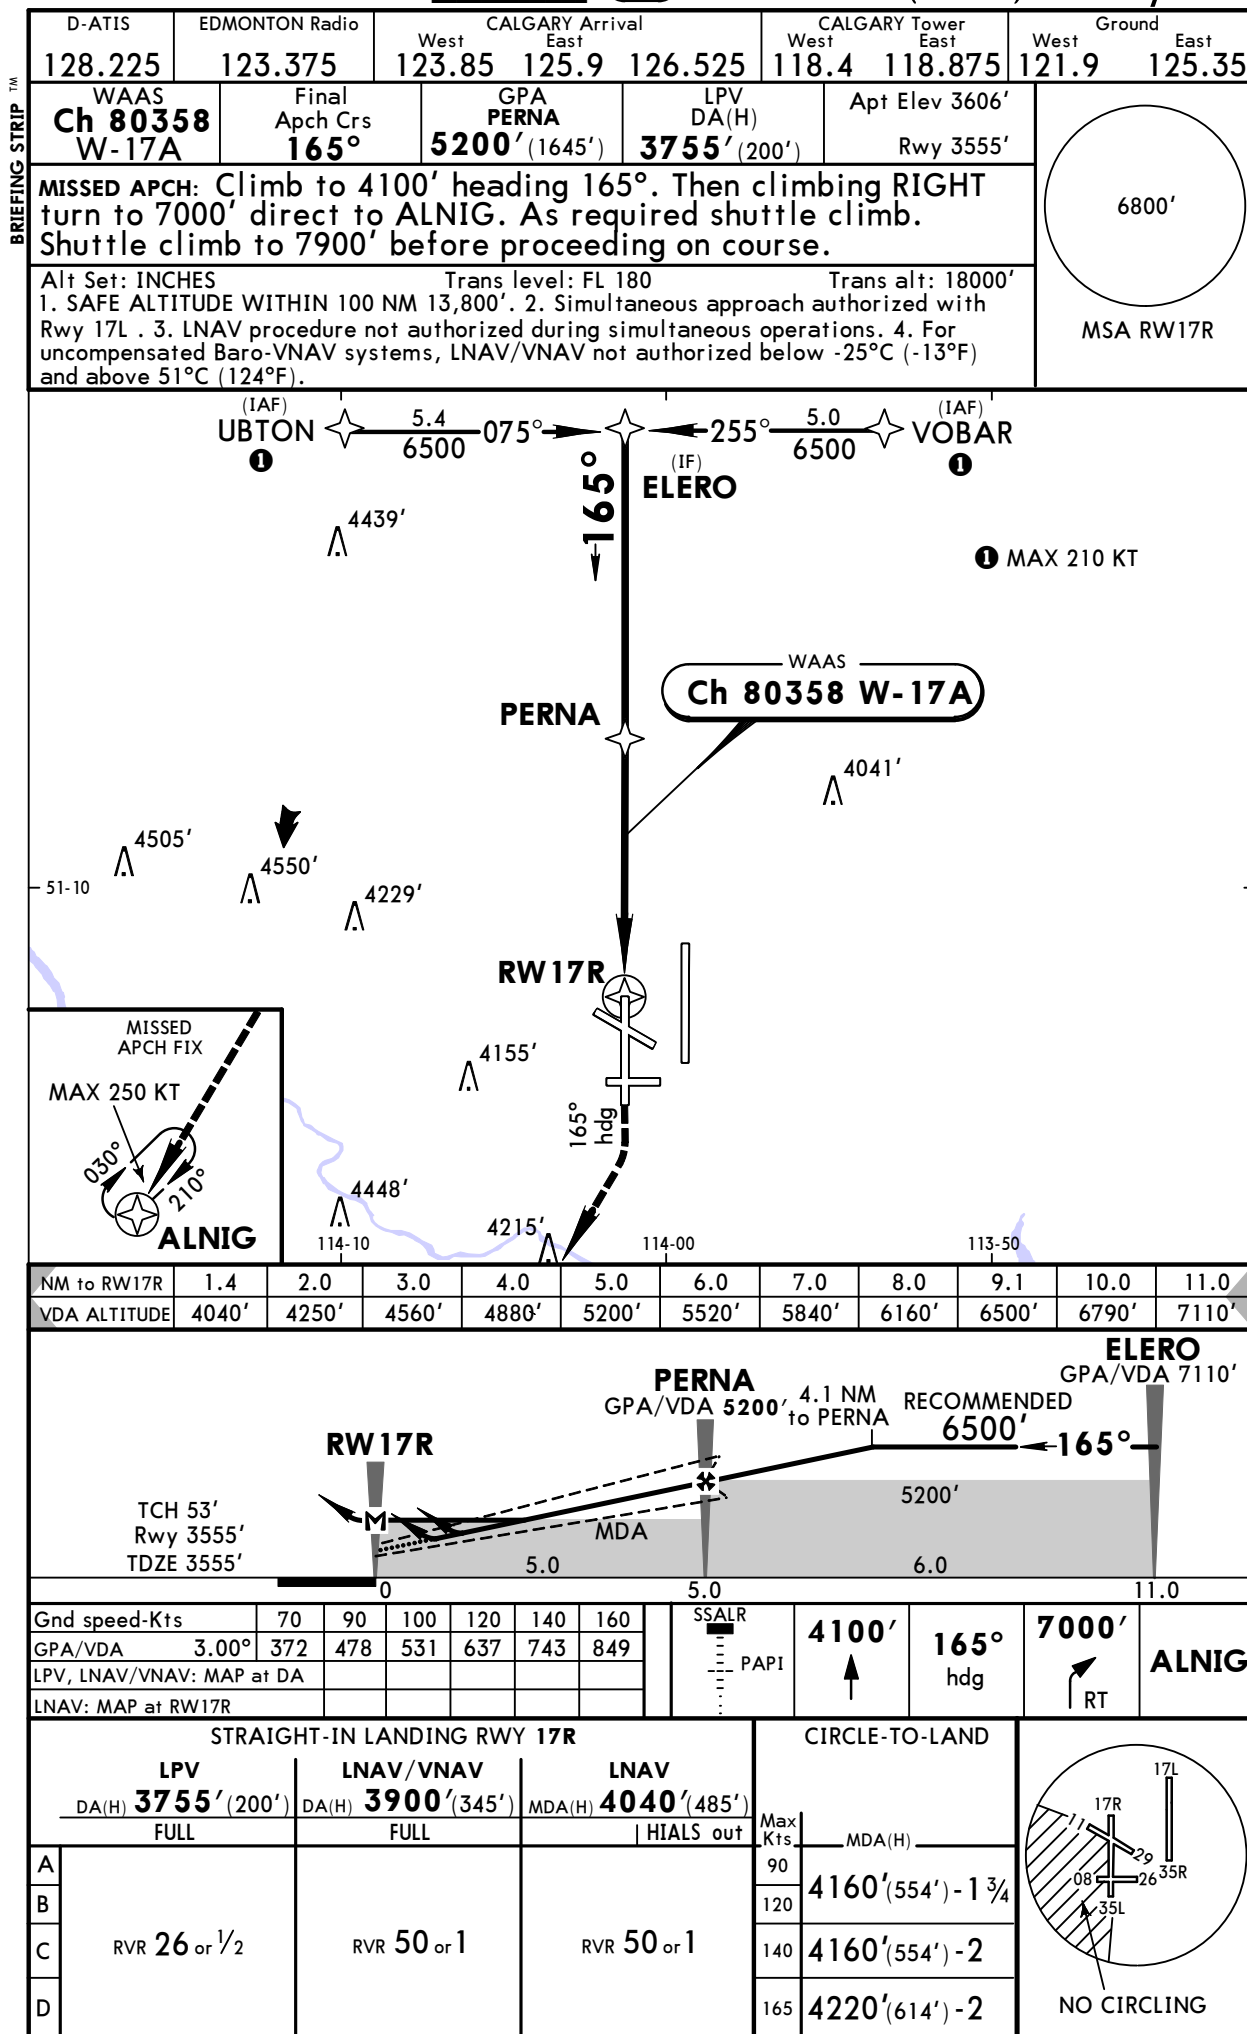 D-ATIS EDMONTON Radio CALGARY Arrival CALGARY Tower Ground
West East West East West East
128.225 123.375 123.85 125.9 126.525 118.4 118.875 121.9 125.35
BRIEFING STRIP TM
WAAS Final GPA LPV Apt Elev 3606'
Ch 80358 Apch Crs PERNA DA(H)
W-17A 165° 5200'(1645') 3755'(200') Rwy 3555'
MISSED APCH: Climb to 4100' heading 165°. Then climbing RIGHT
turn to 7000' direct to ALNIG. As required shuttle climb.
Shuttle climb to 7900' before proceeding on course.
6800'
MSA RW17R
Alt Set: INCHES Trans level: FL 180 Trans alt: 18000'
1. SAFE ALTITUDE WITHIN 100 NM 13,800'. 2. Simultaneous approach authorized with
Rwy 17L . 3. LNAV procedure not authorized during simultaneous operations. 4. For
uncompensated Baro-VNAV systems, LNAV/VNAV not authorized below -25°C (-13°F)
and above 51°C (124°F).
(IAF) (IAF)
UBTON 5.4 075° 255° 5.0 VOBAR
1 6500 6500 1
(IF)
ELERO
165°
4439'
1 MAX 210 KT
WAAS
Ch 80358 W-17A
PERNA
4041'
4505'
4550'
51-10
4229'
RW17R
MISSED
APCH FIX
4155'
MAX 250 KT
165°
hdg
030°
210°
4448'
ALNIG
4215'
114-10 114-00 113-50
NM to RW17R 1.4 2.0 3.0 4.0 5.0 6.0 7.0 8.0 9.1 10.0 11.0
VDA ALTITUDE 4040' 4250' 4560' 4880' 5200' 5520' 5840' 6160' 6500' 6790' 7110'
ELERO
GPA/VDA 7110'
PERNA
GPA/VDA 5200'
4.1 NM
to PERNA
RECOMMENDED
6500'
165°
RW17R
M
TCH 53'
Rwy 3555'
TDZE 3555'
MDA
5200'
5.0 6.0
0 5.0 11.0
Gnd speed-Kts 70 90 100 120 140 160
GPA/VDA 3.00° 372 478 531 637 743 849
LPV, LNAV/VNAV: MAP at DA
LNAV: MAP at RW17R
SSALR
PAPI
4100'
165°
hdg
7000'
RT
ALNIG
STRAIGHT-IN LANDING RWY 17R CIRCLE-TO-LAND
LPV LNAV/VNAV LNAV
DA(H) 3755'(200') DA(H) 3900'(345') MDA(H) 4040'(485')
FULL FULL HIALS out
Max
Kts MDA(H)
A 90
B 120 4160'(554') - 1 ¾
C RVR 26 or ½ RVR 50 or 1 RVR 50 or 1 140 4160'(554') - 2
D 165 4220'(614') - 2
17L
17R
11
29
08 26 35R
35L
NO CIRCLING